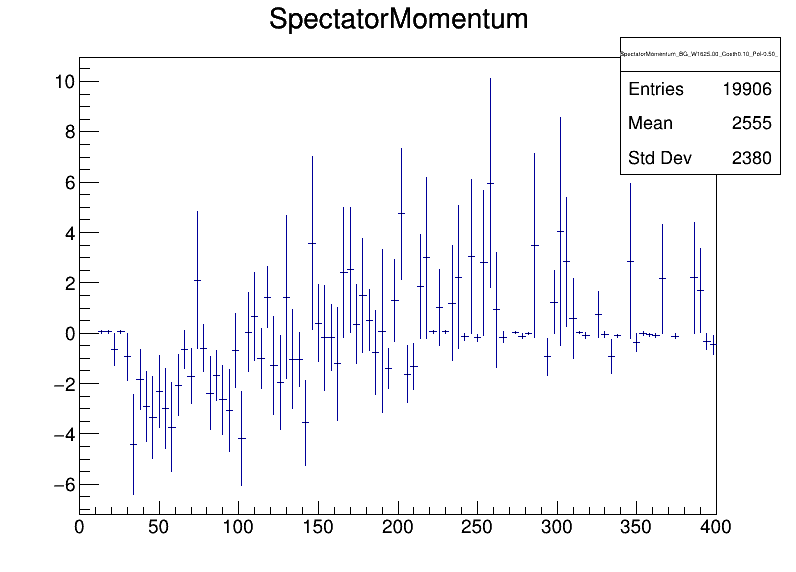 SpectatorMomentum
SpectatorMomentum_BG_W1625.00_Costh0.10_Pol-0.50_
Entries 19906
Mean 2555
Std Dev 2380
10
8
6
4
2
0
−2
−4
−6
0 50 100 150 200 250 300 350 400